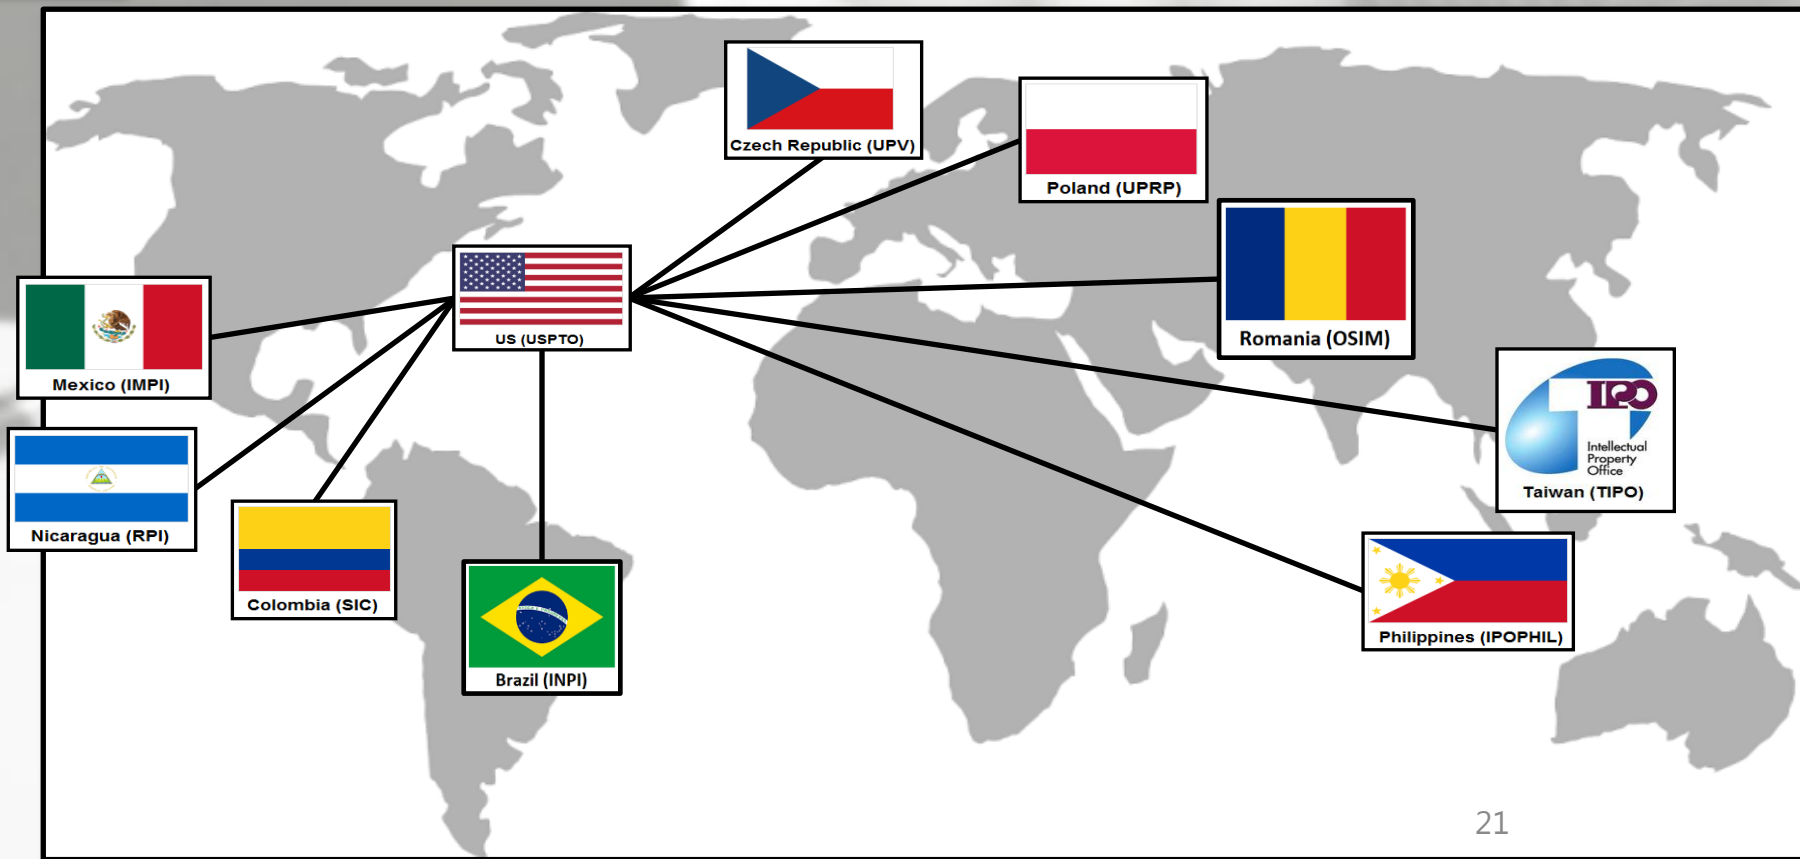 Czech Republic (UPV)
Poland (UPRP)
US (USPTO)
Romania (OSIM)
Mexico (IMPI)
IPO
Intellectual
Property
Office
Taiwan (TIPO)
Nicaragua (RPI)
Colombia (SIC)
Philippines (IPOPHIL)
Brazil (INPI)
21